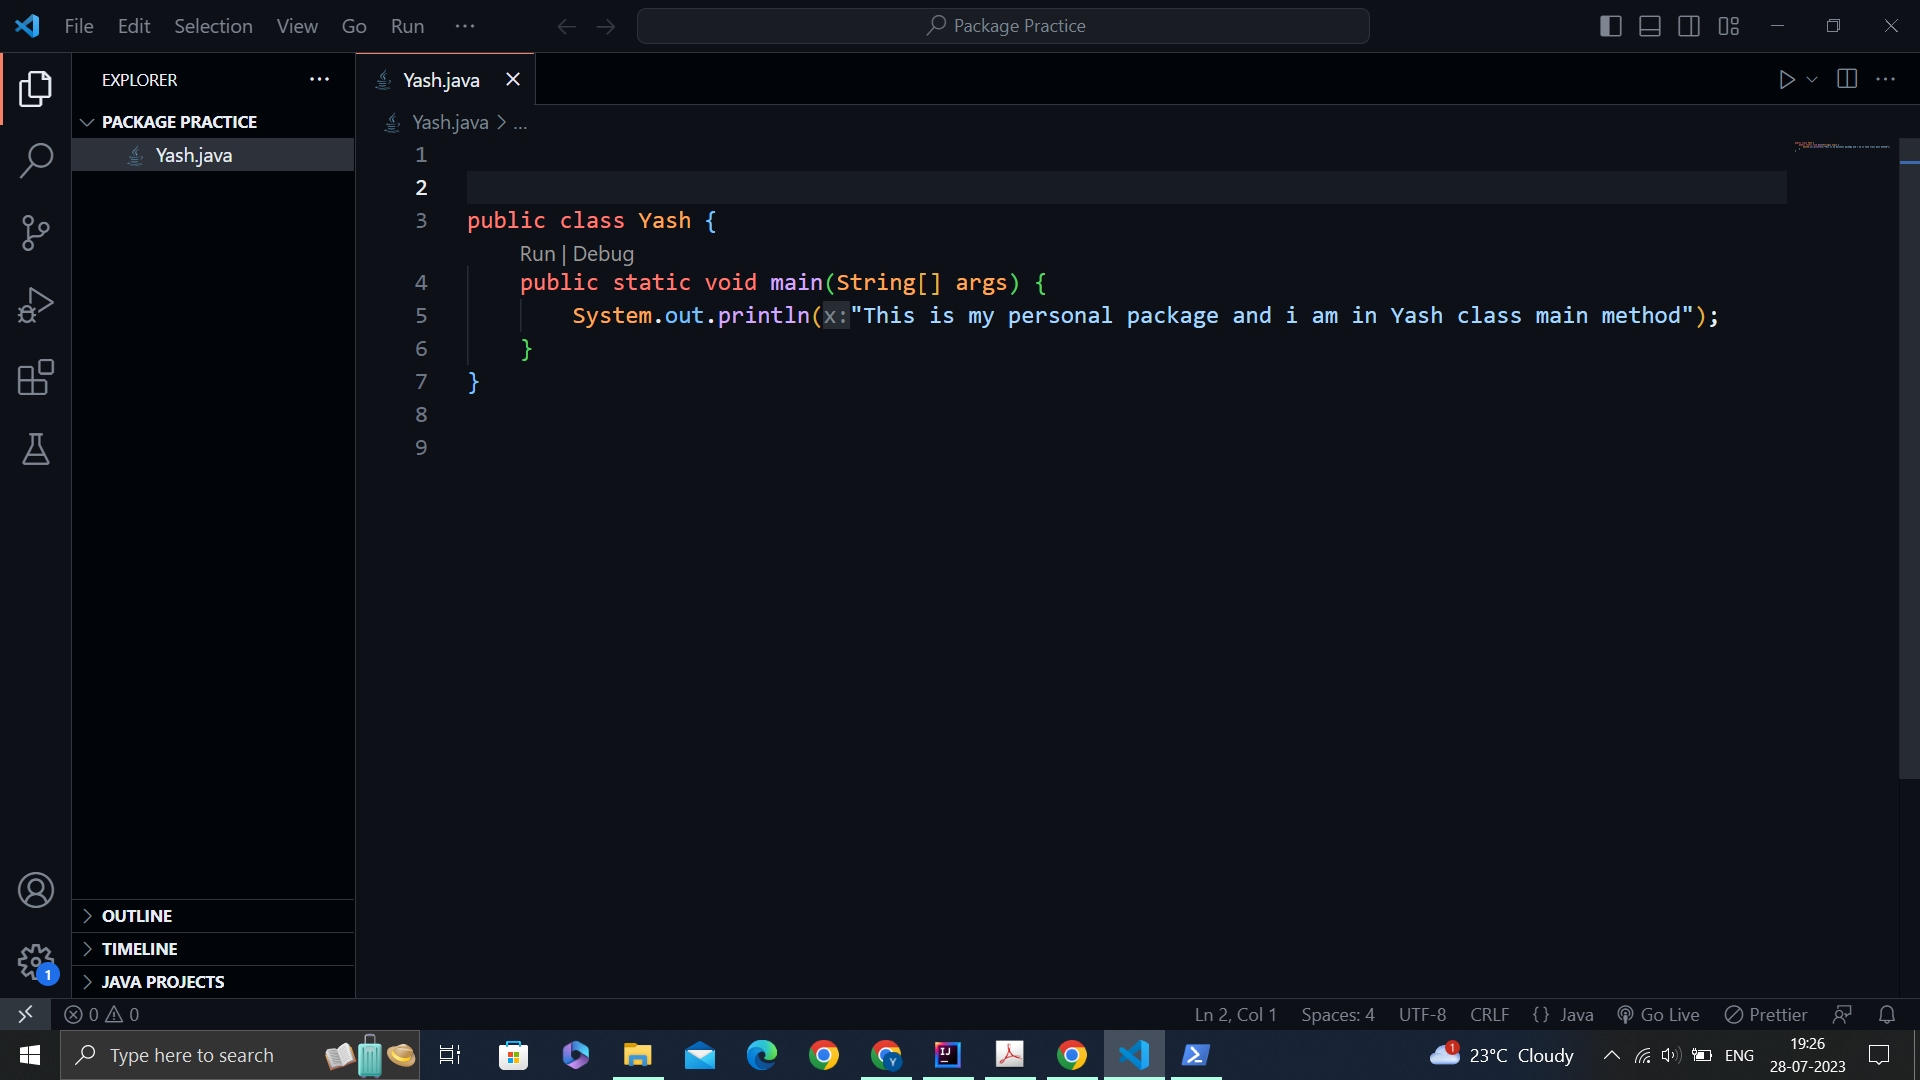 File Edit Selection View Go Run ...
Package Practice
EXPLORER ...
Yash.java
PACKAGE PRACTICE
Yash.java
Yash.java > ...
1
2
3 public class Yash {
Run | Debug
4 public static void main(String[] args) {
5 System.out.println(x:"This is my personal package and i am in Yash class main method");
6 }
7 }
8
9
OUTLINE
TIMELINE
1
JAVA PROJECTS
0 0
Ln 2, Col 1 Spaces: 4 UTF-8 CRLF {} Java Go Live Prettier
Type here to search
Y
IJ
1
23°C Cloudy
ENG
19:26
28-07-2023